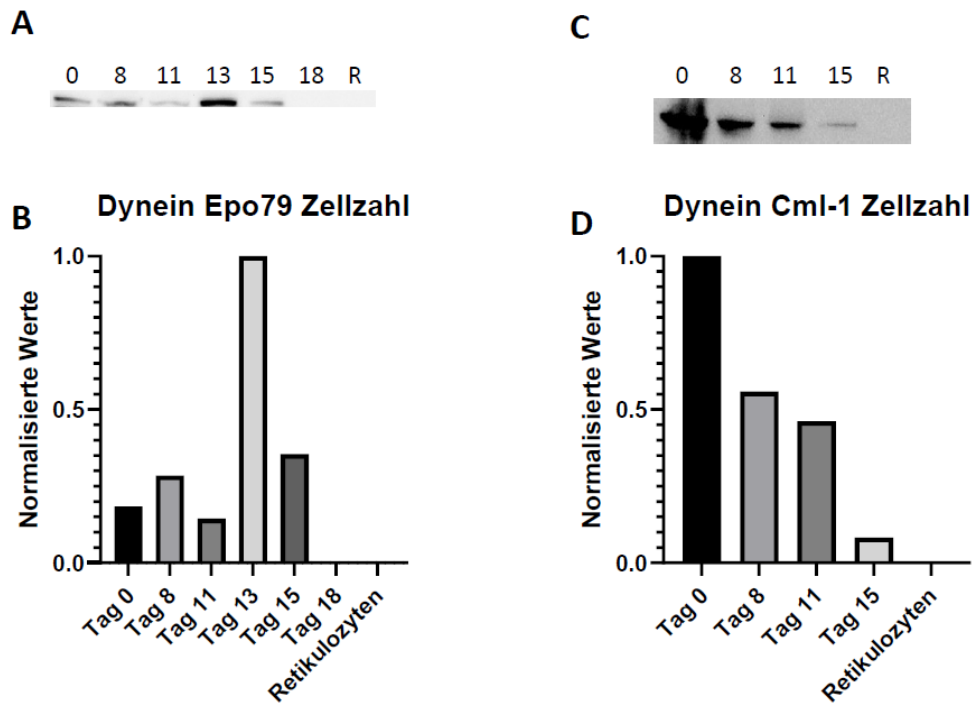 A
0 8 11 13 15 18 R
B
Dynein Epo79 Zellzahl
Normalisierte Werte
1.0
0.5
0.0
Tag 0
Tag 8
Tag 11
Tag 13
Tag 15
Tag 18
Retikulozyten
C
0 8 11 15 R
D
Dynein Cml-1 Zellzahl
Normalisierte Werte
1.0
0.5
0.0
Tag 0
Tag 8
Tag 11
Tag 15
Retikulozyten